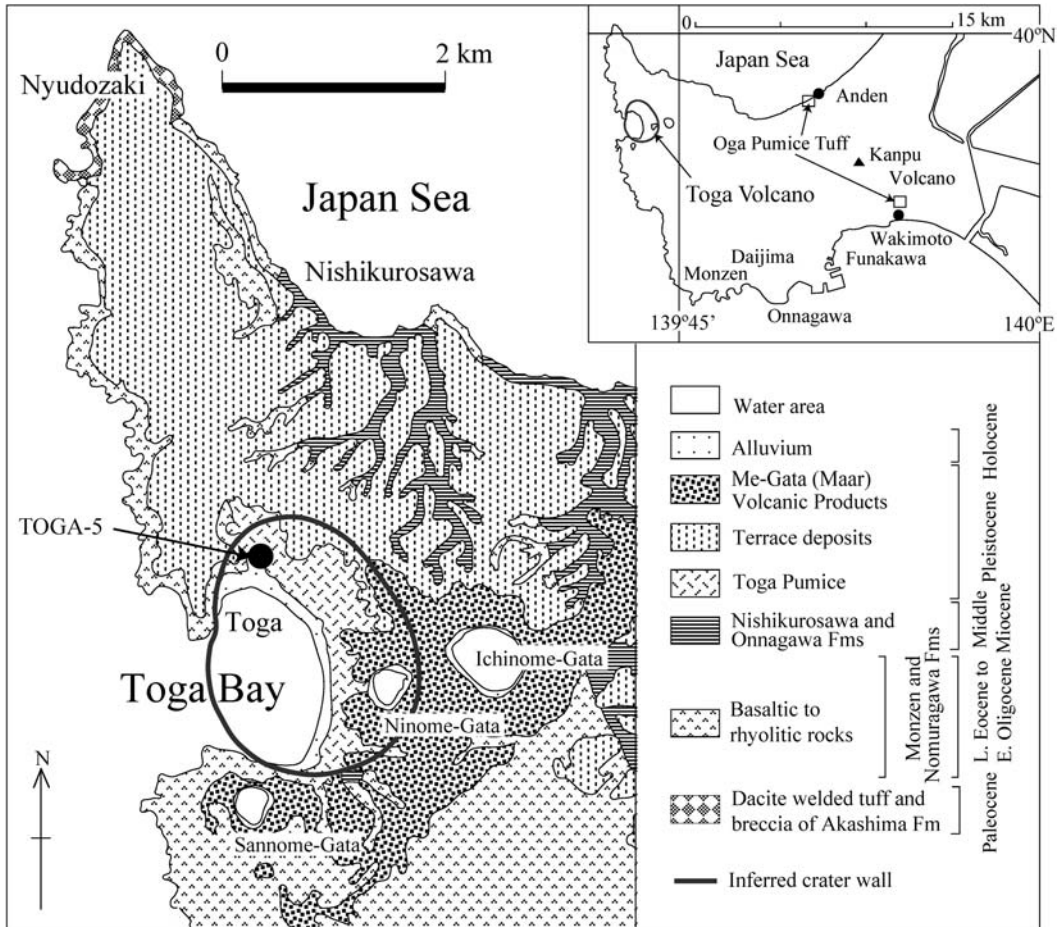 0
2 km
Nyudozaki
Japan Sea
Nishikurosawa
TOGA-5
Toga
Toga Bay
Ichinome-Gata
Ninome-Gata
Sannome-Gata
N
0
15 km
40ºN
Japan Sea
Anden
Oga Pumice Tuff
Kanpu
Volcano
Toga Volcano
Wakimoto
Daijima
Funakawa
Monzen
Onnagawa
139º45'
140ºE
Water area
Alluvium
Me-Gata (Maar)
Volcanic Products
Terrace deposits
Toga Pumice
Nishikurosawa and
Onnagawa Fms
Basaltic to
rhyolitic rocks
Dacite welded tuff and
breccia of Akashima Fm
Inferred crater wall
Holocene
Pleistocene
Middle
Miocene
Monzen and
Nomuragawa Fms
L. Eocene to
E. Oligocene
Paleocene